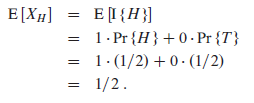 E[X_H] = E[I{H}]
= 1 · Pr{H} + 0 · Pr{T}
= 1 · (1/2) + 0 · (1/2)
= 1/2 .